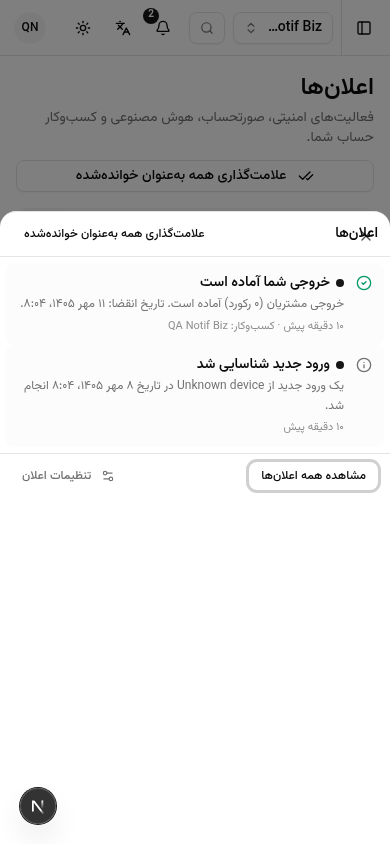 QN
2
...otif Biz
اعلان‌ها
فعالیت‌های امنیتی، صورتحساب، هوش مصنوعی و کسب‌وکار
حساب شما.
علامت‌گذاری همه به‌عنوان خوانده‌شده
اعلان‌ها
علامت‌گذاری همه به‌عنوان خوانده‌شده
خروجی شما آماده است
خروجی مشتریان (۰ رکورد) آماده است. تاریخ انقضا: ۱۱ مهر ۱۴۰۵، ۸:۰۴.
۱۰ دقیقه پیش · کسب‌وکار: QA Notif Biz
ورود جدید شناسایی شد
یک ورود جدید از Unknown device در تاریخ ۸ مهر ۱۴۰۵، ۸:۰۴ انجام
شد.
۱۰ دقیقه پیش
مشاهده همه اعلان‌ها
تنظیمات اعلان
N